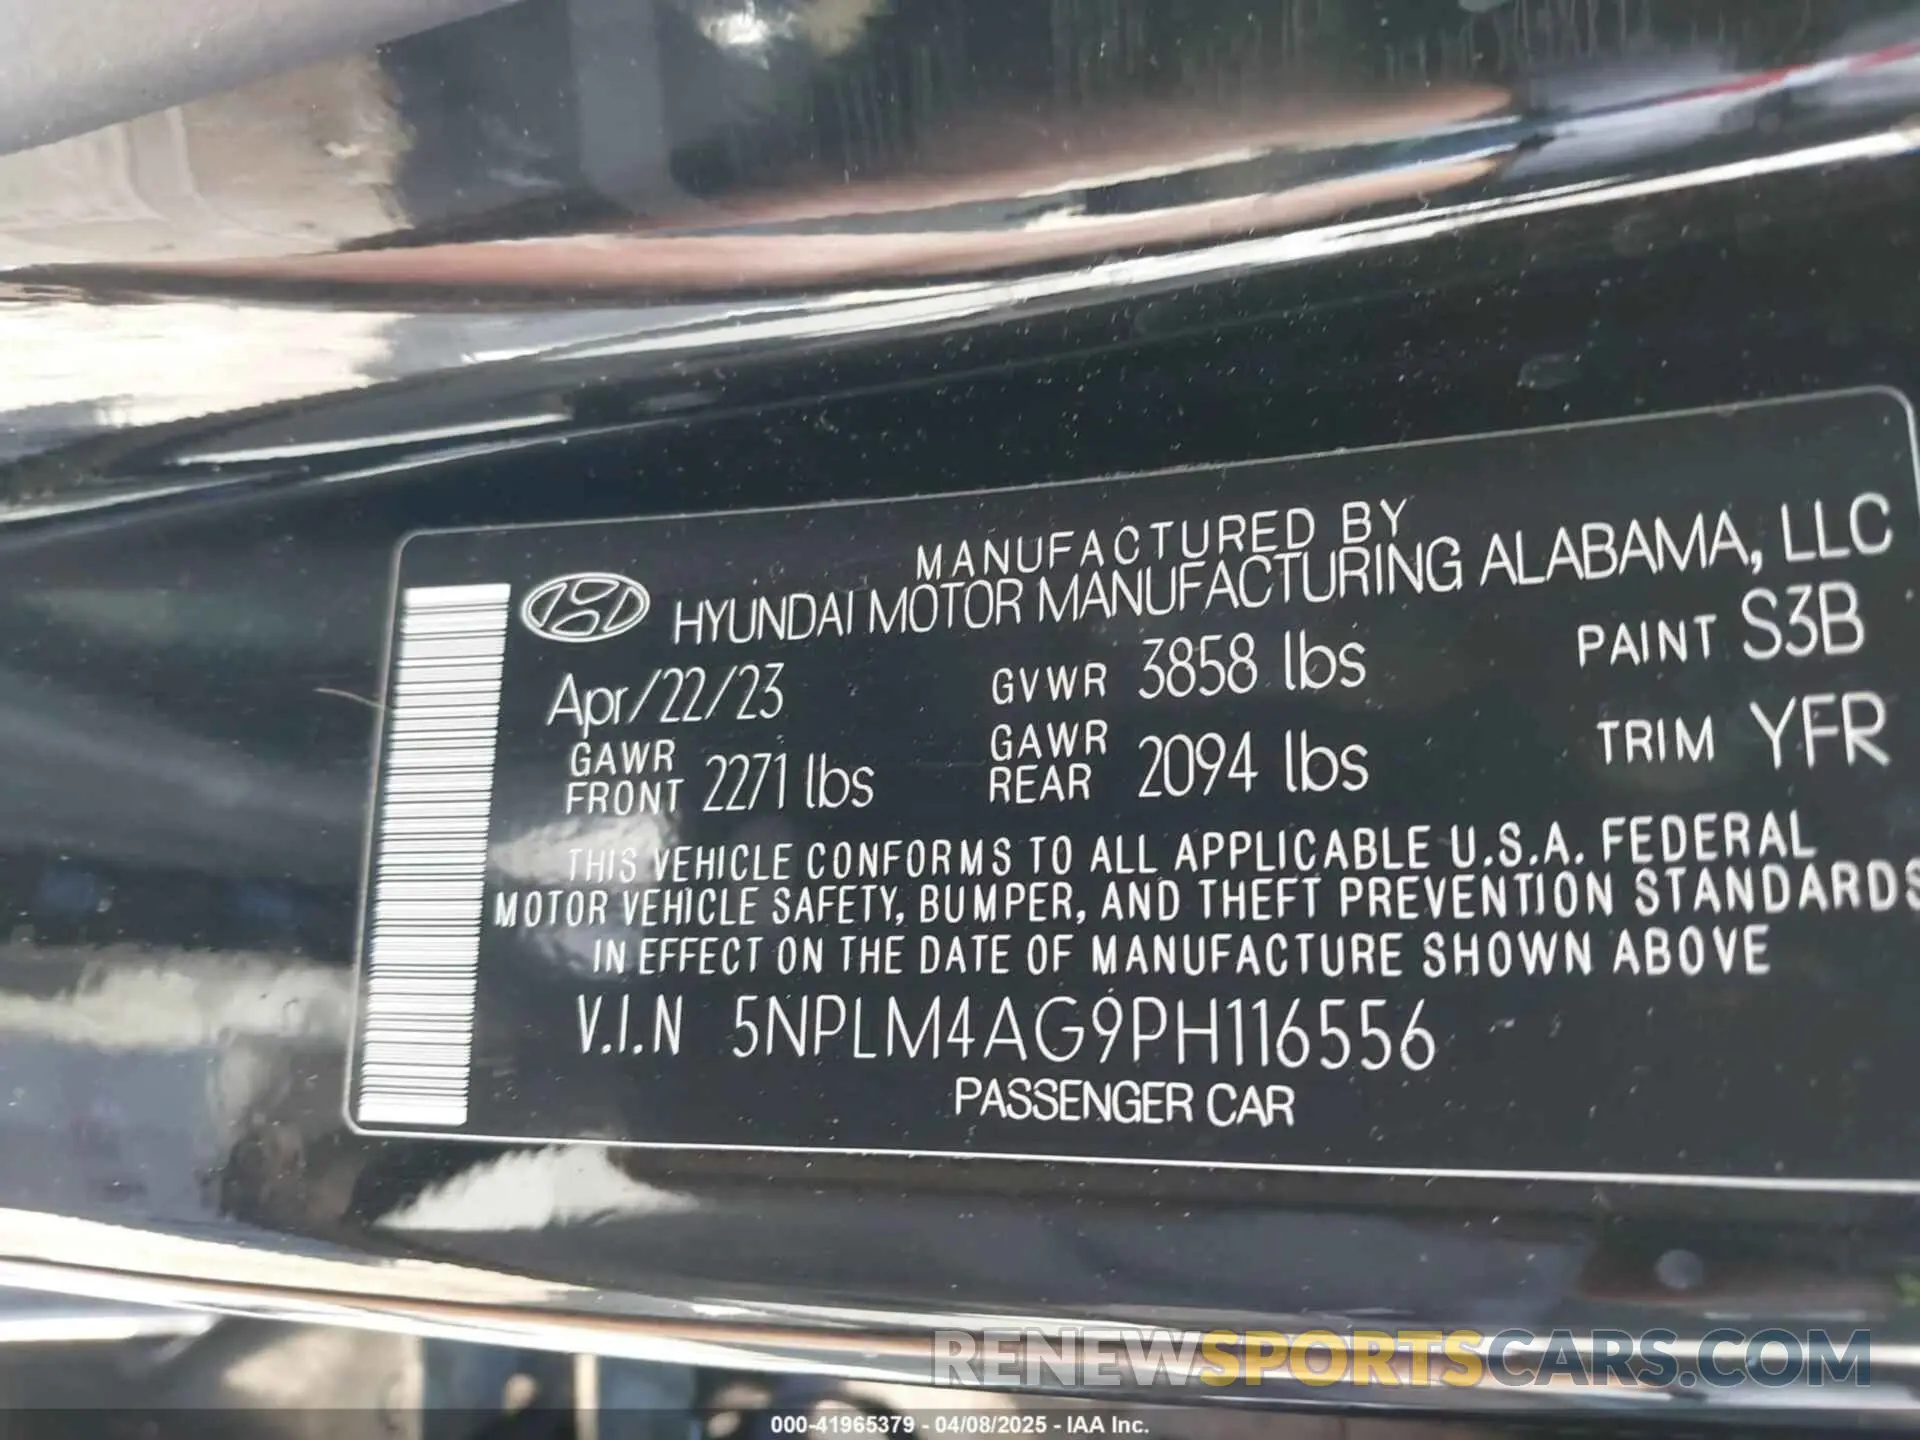 MANUFACTURED BY
HYUNDAI MOTOR MANUFACTURING ALABAMA, LLC
Apr/22/23 GVWR 3858 lbs PAINT S3B
GAWR FRONT 2271 lbs GAWR REAR 2094 lbs TRIM YFR
THIS VEHICLE CONFORMS TO ALL APPLICABLE U.S.A. FEDERAL
MOTOR VEHICLE SAFETY, BUMPER, AND THEFT PREVENTION STANDARDS
IN EFFECT ON THE DATE OF MANUFACTURE SHOWN ABOVE
V.I.N 5NPLM4AG9PH116556
PASSENGER CAR
RENEWSPORTSCARS.COM
000-41965379 - 04/08/2025 - IAA Inc.